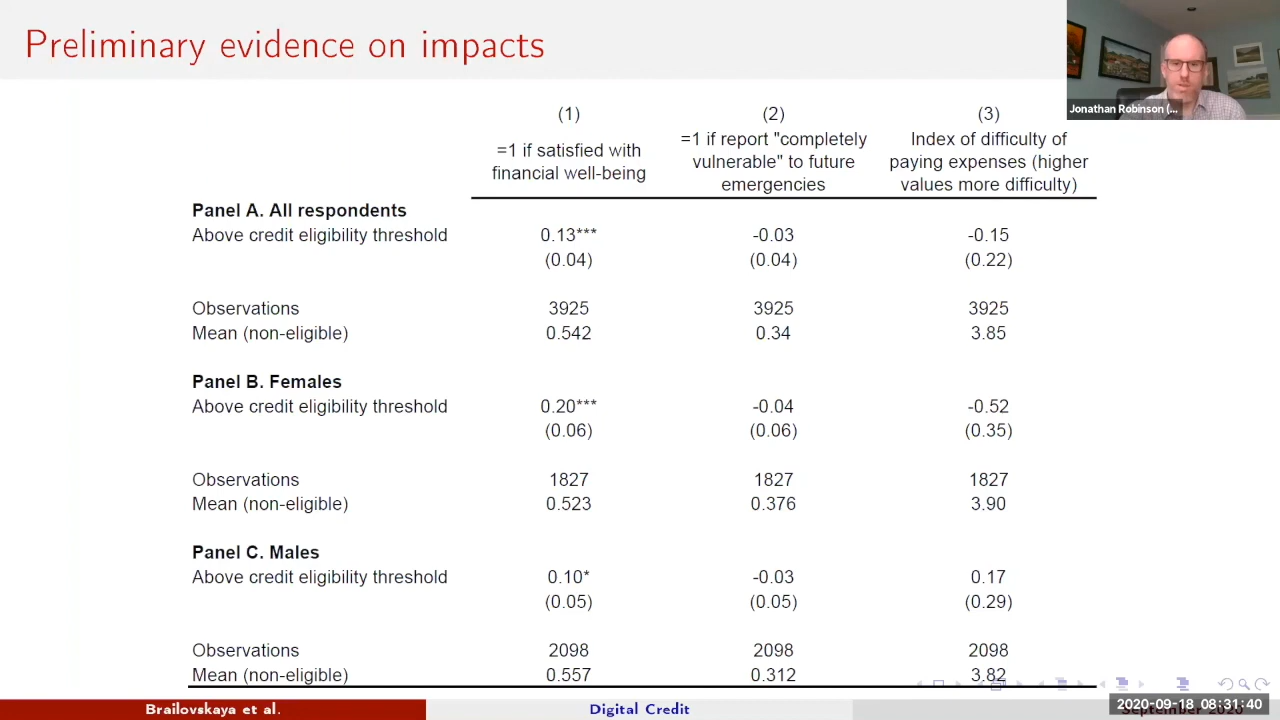 Preliminary evidence on impacts
Jonathan Robinson (...
(1) (2) (3)
=1 if satisfied with
financial well-being
=1 if report "completely
vulnerable" to future
emergencies
Index of difficulty of
paying expenses (higher
values more difficulty)
Panel A. All respondents
Above credit eligibility threshold 0.13*** -0.03 -0.15
(0.04) (0.04) (0.22)
Observations 3925 3925 3925
Mean (non-eligible) 0.542 0.34 3.85
Panel B. Females
Above credit eligibility threshold 0.20*** -0.04 -0.52
(0.06) (0.06) (0.35)
Observations 1827 1827 1827
Mean (non-eligible) 0.523 0.376 3.90
Panel C. Males
Above credit eligibility threshold 0.10* -0.03 0.17
(0.05) (0.05) (0.29)
Observations 2098 2098 2098
Mean (non-eligible) 0.557 0.312 3.82
Brailovskaya et al. Digital Credit September 2020
2020-09-18 08:31:40